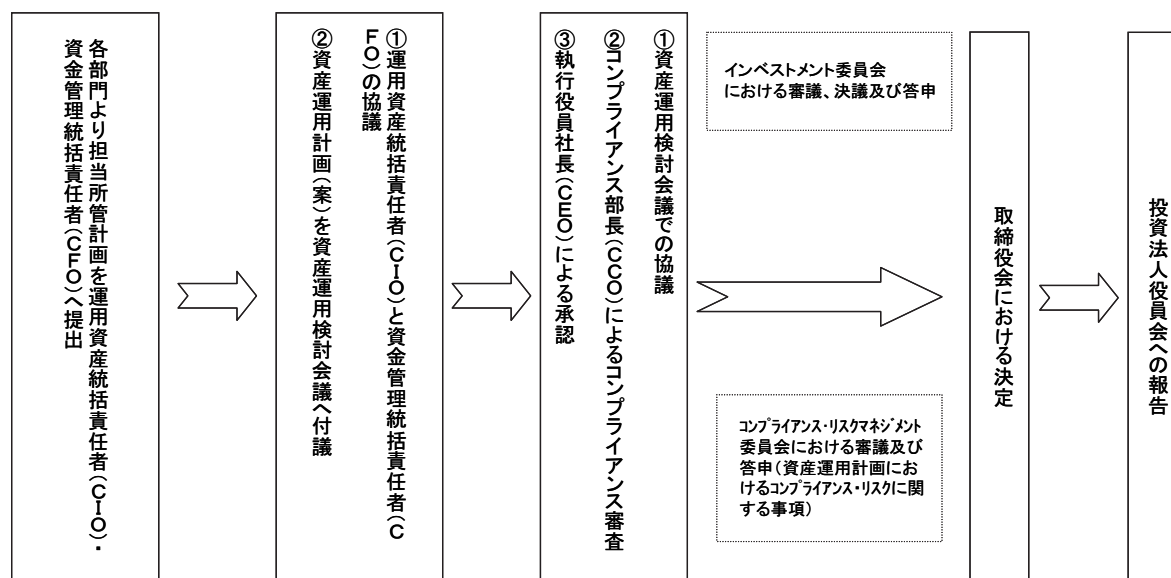 各部門より担当所管計画を運用資産統括責任者(CIO)・
資金管理統括責任者(CFO)へ提出
①運用資産統括責任者(CIO)と資金管理統括責任者(C
FO)の協議
②資産運用計画(案)を資産運用検討会議へ付議
①資産運用検討会議での協議
②コンプライアンス部長(CCO)によるコンプライアンス審査
③執行役員社長(CEO)による承認
インベストメント委員会
における審議、決議及び答申
コンプライアンス・リスクマネジメント
委員会における審議及び
答申(資産運用計画にお
けるコンプライアンス・リスクに関
する事項)
取締役会における決定
投資法人役員会への報告